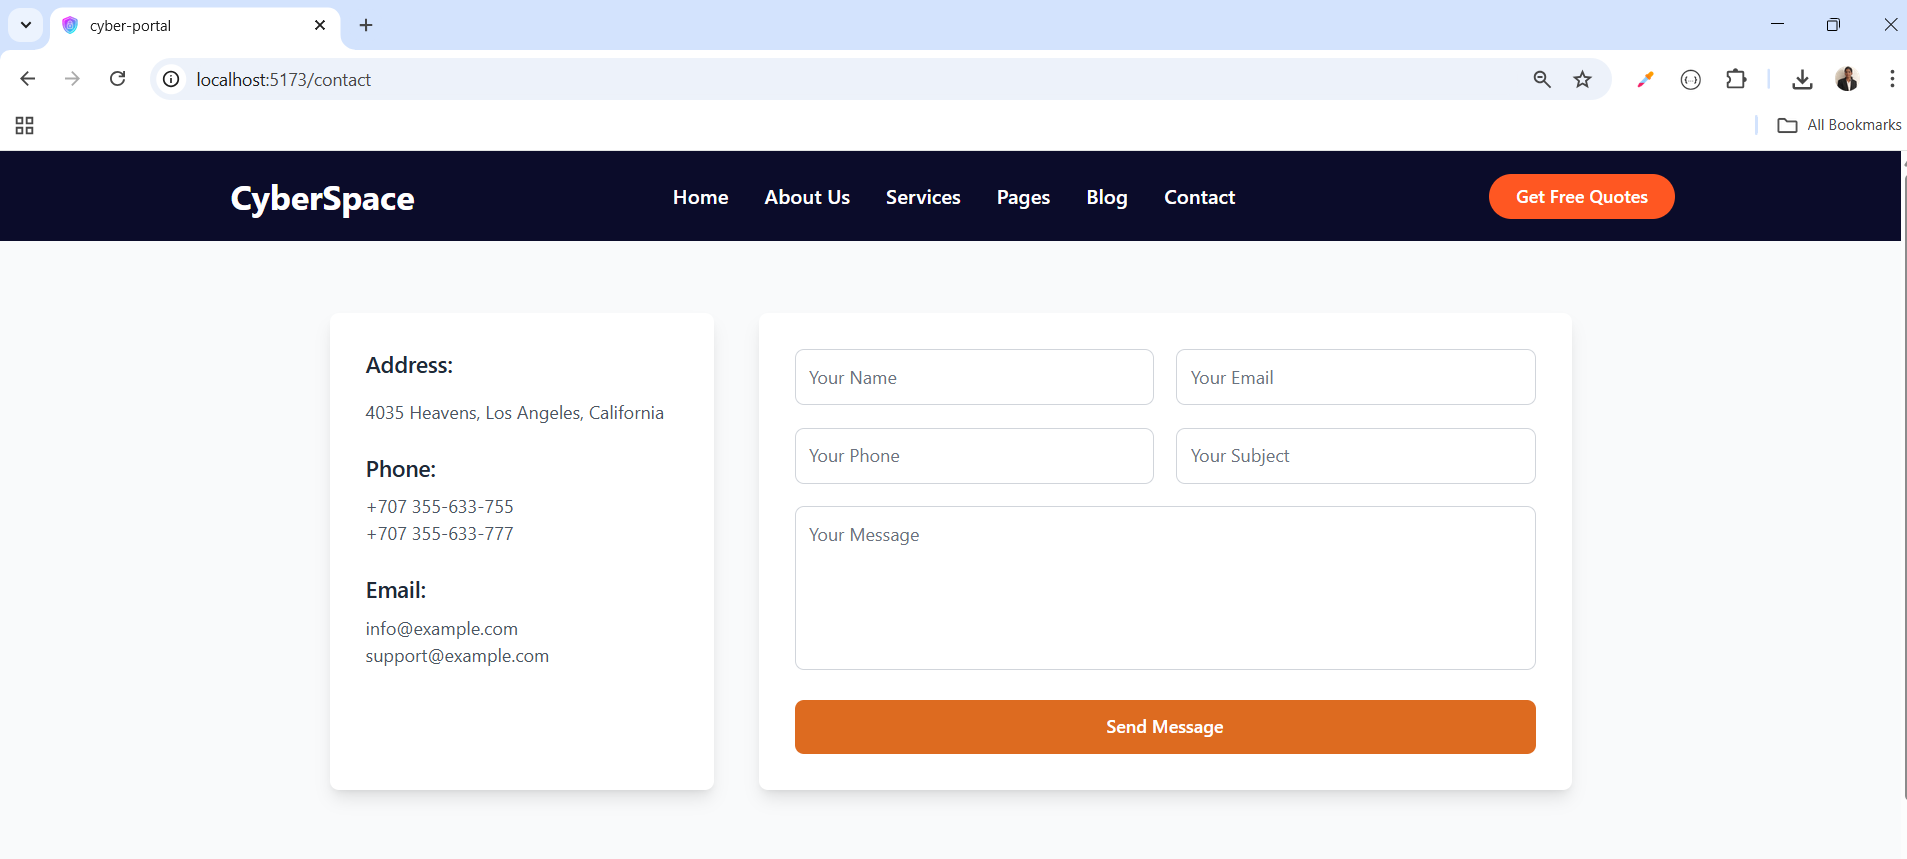 cyber-portal
localhost:5173/contact
All Bookmarks
CyberSpace
Home About Us Services Pages Blog Contact
Get Free Quotes
Address:
4035 Heavens, Los Angeles, California
Phone:
+707 355-633-755
+707 355-633-777
Email:
info@example.com
support@example.com
Your Name
Your Email
Your Phone
Your Subject
Your Message
Send Message